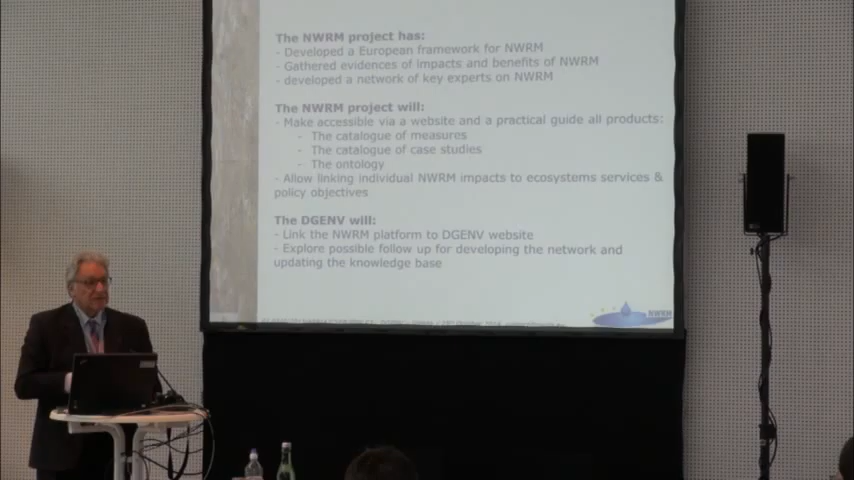 The NWRM project has:
- Developed a European framework for NWRM
- Gathered evidences of impacts and benefits of NWRM
- developed a network of key experts on NWRM
The NWRM project will:
- Make accessible via a website and a practical guide all products:
- The catalogue of measures
- The catalogue of case studies
- The ontology
- Allow linking individual NWRM impacts to ecosystems services &
policy objectives
The DGENV will:
- Link the NWRM platform to DGENV website
- Explore possible follow up for developing the network and
updating the knowledge base
NWRM